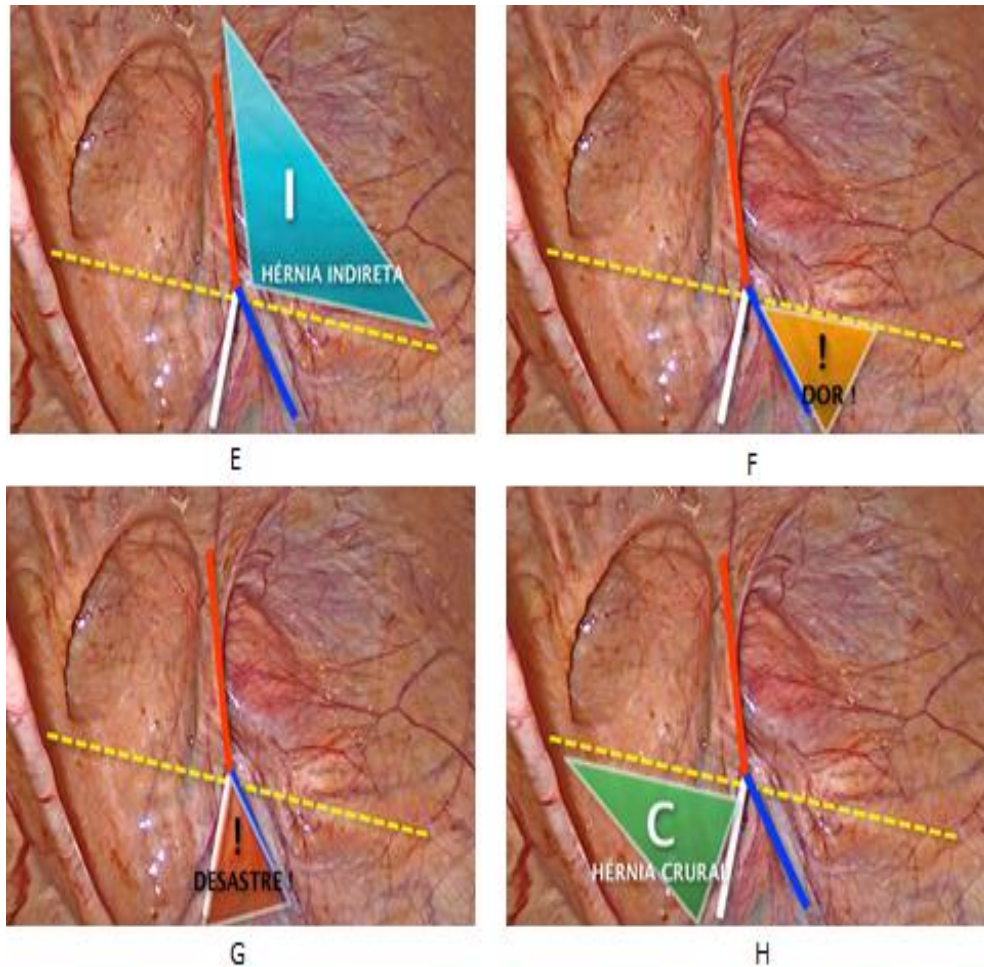 I
HÉRNIA INDIRETA
!
DOR !
E
F
!
DESASTRE !
C
HÉRNIA CRURAL
G
H